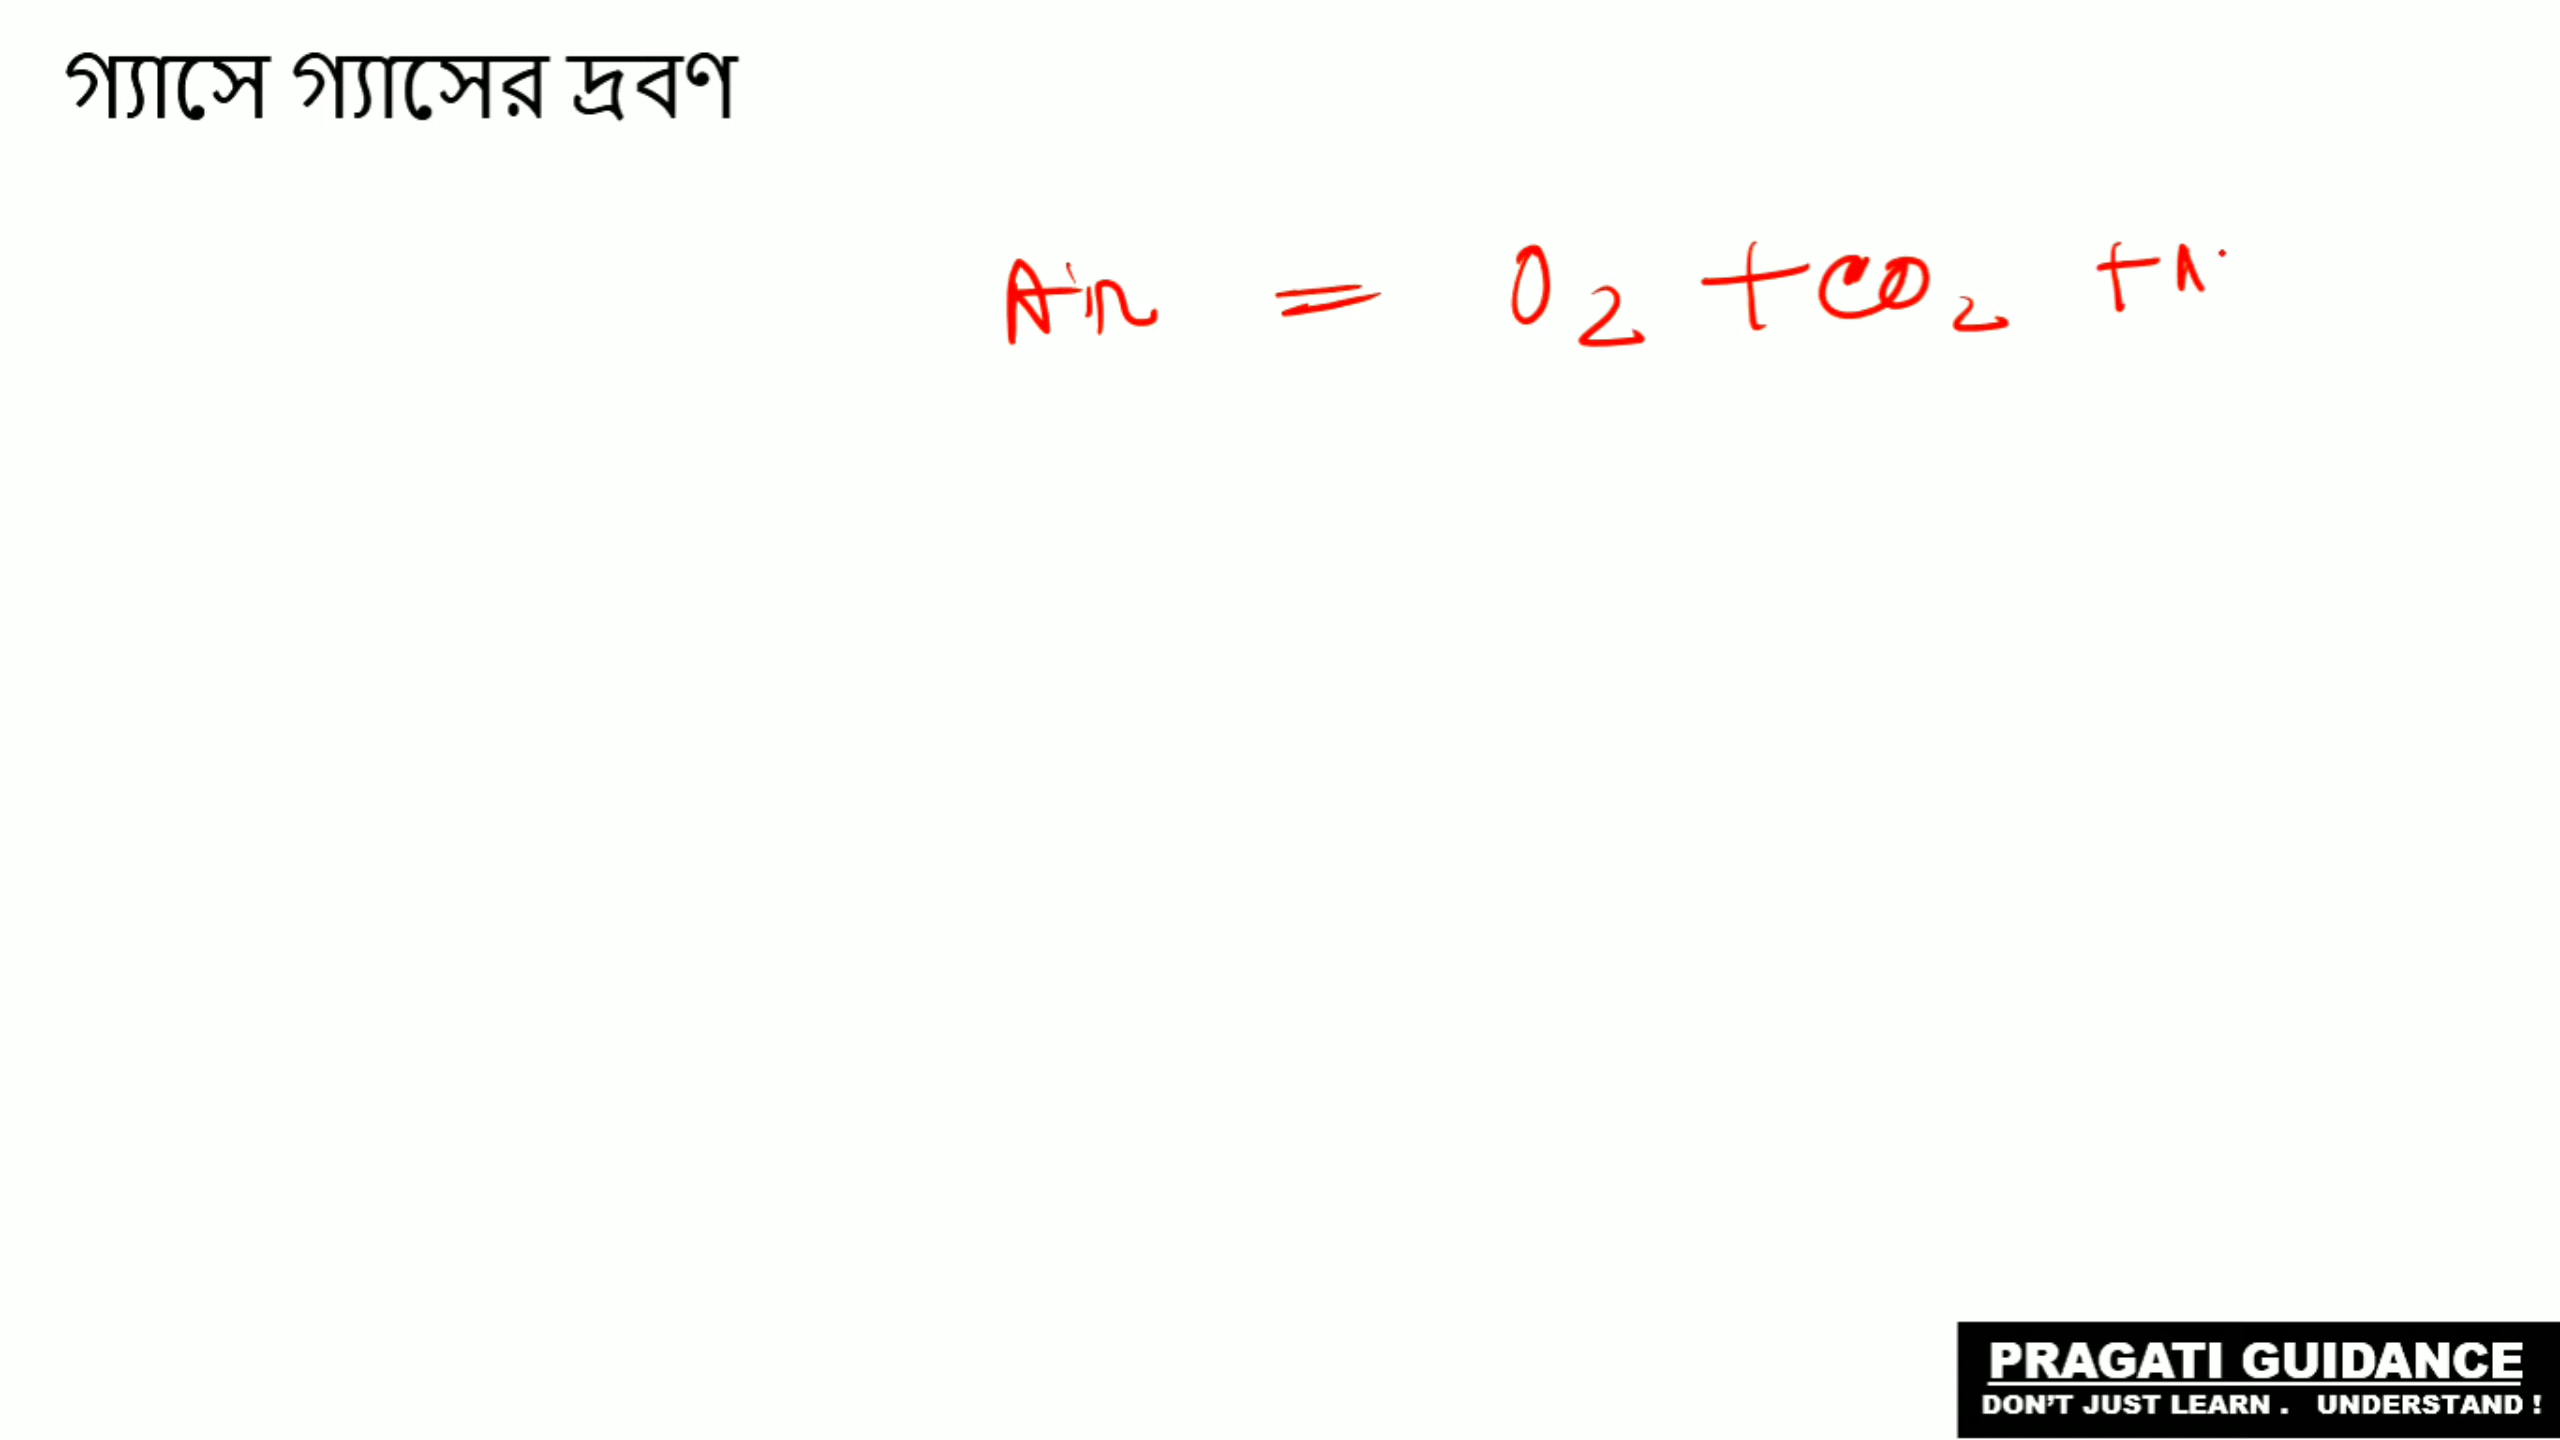 গ্যাসে গ্যাসের দ্রবণ
Air = O2 + CO2 +
PRAGATI GUIDANCE
DON'T JUST LEARN . UNDERSTAND !